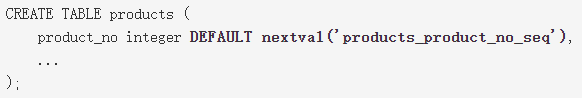 CREATE TABLE products (
    product_no integer DEFAULT nextval('products_product_no_seq'),
    ...
);